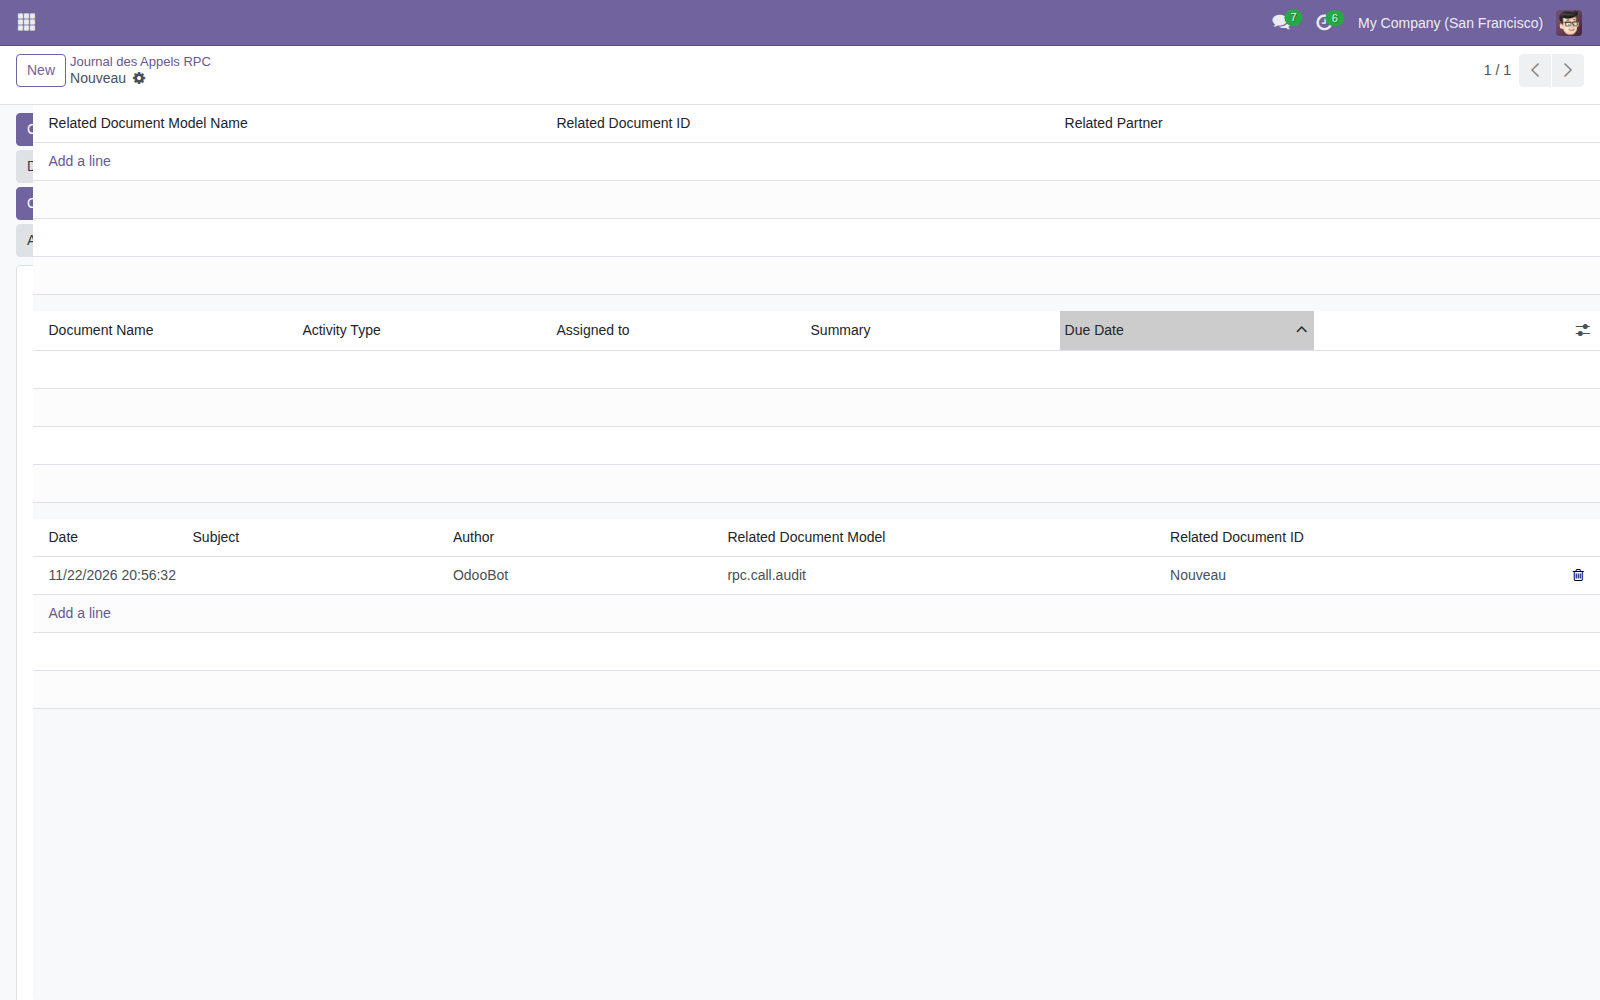 7
6
My Company (San Francisco)
New
Journal des Appels RPC
Nouveau
1 / 1
Related Document Model Name
Related Document ID
Related Partner
Add a line
Document Name
Activity Type
Assigned to
Summary
Due Date
Date
Subject
Author
Related Document Model
Related Document ID
11/22/2026 20:56:32
OdooBot
rpc.call.audit
Nouveau
Add a line